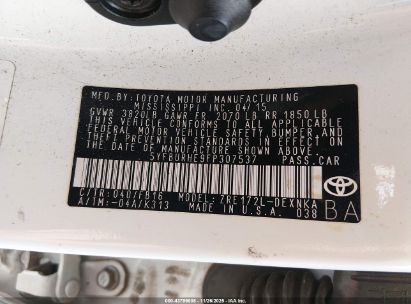 MFD. BY: TOYOTA MOTOR MANUFACTURING
MISSISSIPPI INC. 04/15
GVWR 3820LB GAWR FR 2070 LB RR 1850LB
THIS VEHICLE CONFORMS TO ALL APPLICABLE
FEDERAL MOTOR VEHICLE SAFETY, BUMPER, AND
THEFT PREVENTION STANDARDS IN EFFECT ON
THE DATE OF MANUFACTURE SHOWN ABOVE.
5YFBURHE9FP307537 PASS.CAR
C/TR: 040/FB16 MODEL: ZRE172L-DEXNKA
A/TM: -04A/K313 MADE IN U.S.A. 038
TOYOTA
BA